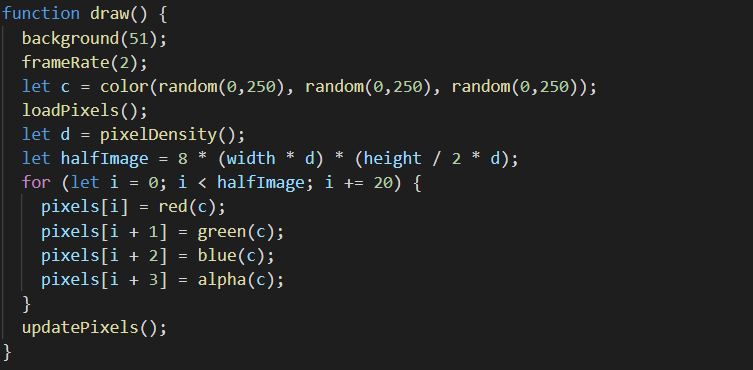 function draw() {
  background(51);
  frameRate(2);
  let c = color(random(0,250), random(0,250), random(0,250));
  loadPixels();
  let d = pixelDensity();
  let halfImage = 8 * (width * d) * (height / 2 * d);
  for (let i = 0; i < halfImage; i += 20) {
    pixels[i] = red(c);
    pixels[i + 1] = green(c);
    pixels[i + 2] = blue(c);
    pixels[i + 3] = alpha(c);
  }
  updatePixels();
}